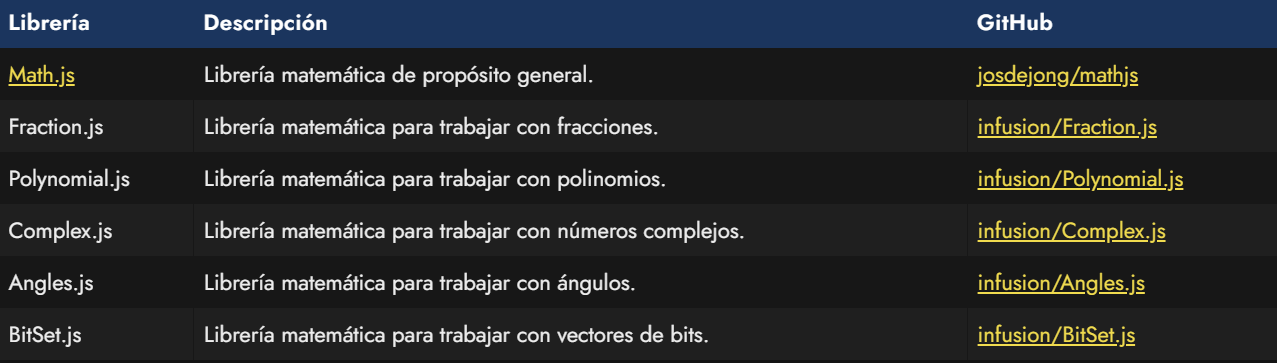 Librería Descripción GitHub
Math.js Librería matemática de propósito general. josdejong/mathjs
Fraction.js Librería matemática para trabajar con fracciones. infusion/Fraction.js
Polynomial.js Librería matemática para trabajar con polinomios. infusion/Polynomial.js
Complex.js Librería matemática para trabajar con números complejos. infusion/Complex.js
Angles.js Librería matemática para trabajar con ángulos. infusion/Angles.js
BitSet.js Librería matemática para trabajar con vectores de bits. infusion/BitSet.js